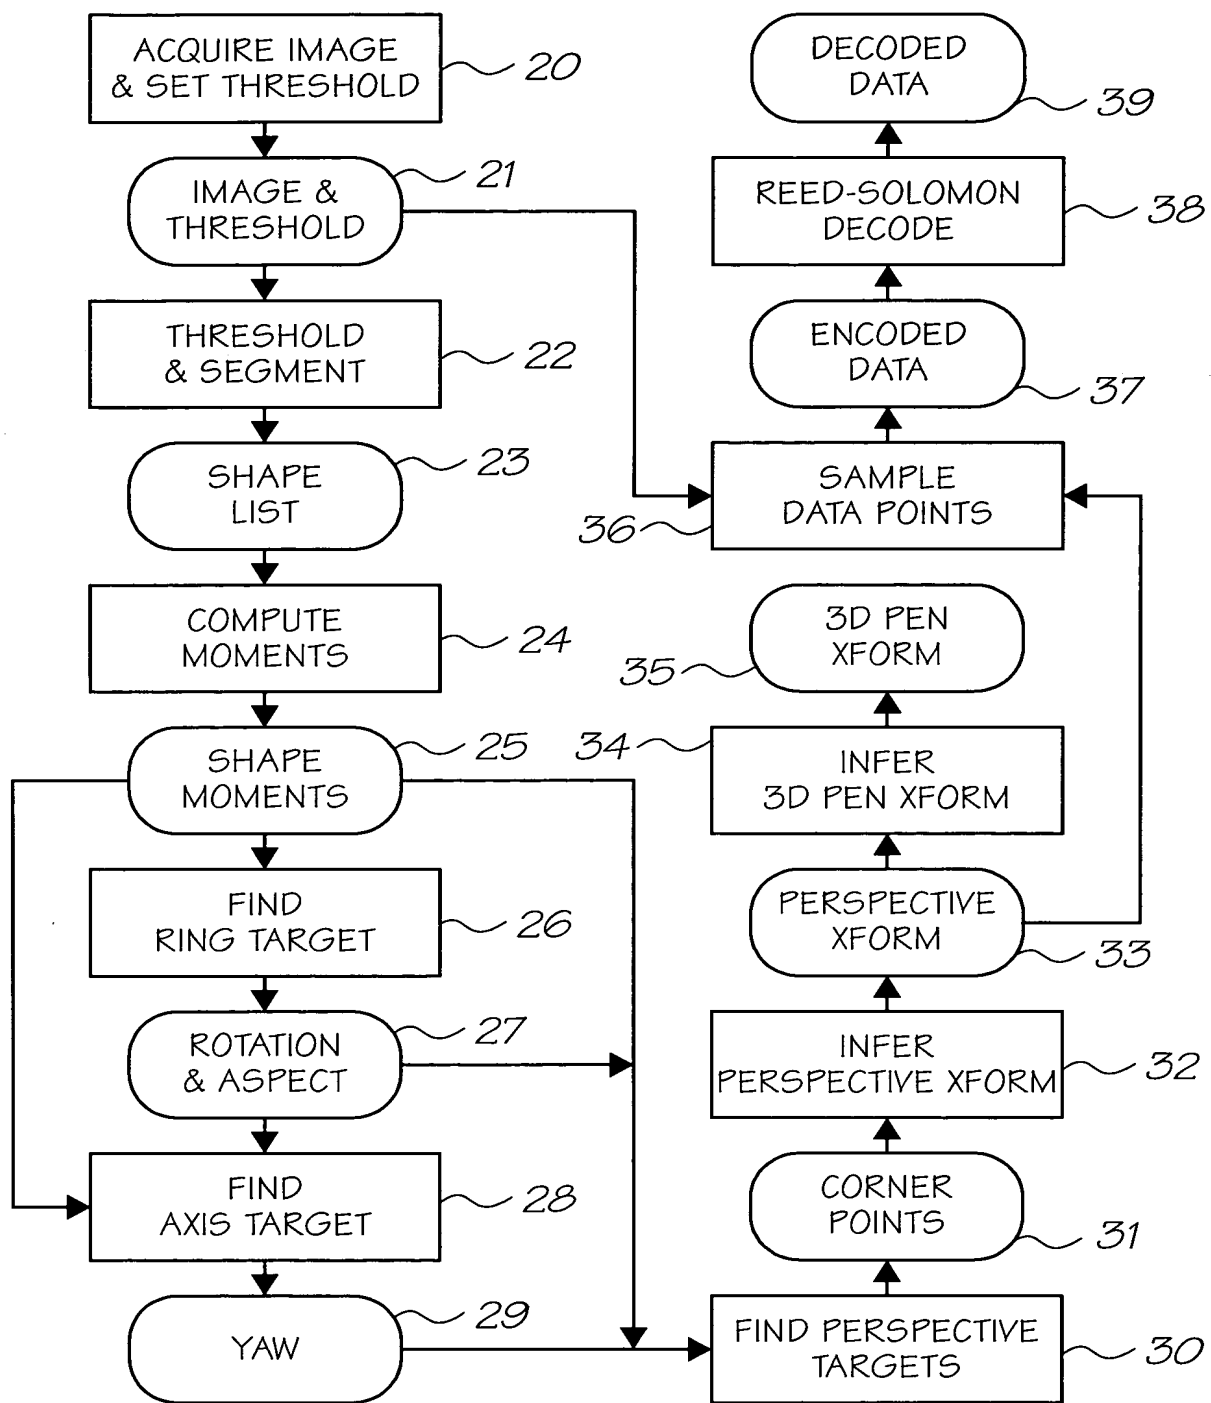 ACQUIRE IMAGE
& SET THRESHOLD
20
IMAGE &
THRESHOLD
21
THRESHOLD
& SEGMENT
22
SHAPE
LIST
23
COMPUTE
MOMENTS
24
SHAPE
MOMENTS
25
FIND
RING TARGET
26
ROTATION
& ASPECT
27
FIND
AXIS TARGET
28
YAW
29
DECODED
DATA
39
REED-SOLOMON
DECODE
38
ENCODED
DATA
37
SAMPLE
DATA POINTS
36
3D PEN
XFORM
35
34
INFER
3D PEN XFORM
PERSPECTIVE
XFORM
33
INFER
PERSPECTIVE XFORM
32
CORNER
POINTS
31
FIND PERSPECTIVE
TARGETS
30